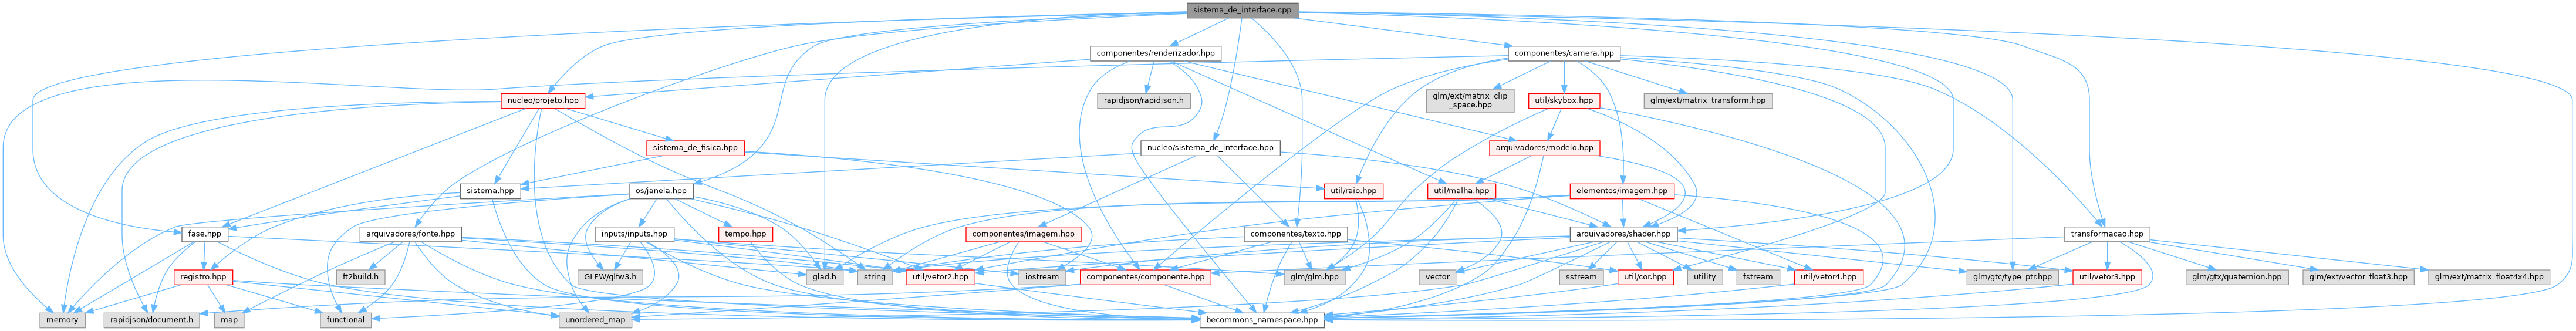 sistema_de_interface.cpp
componentes/renderizador.hpp
componentes/camera.hpp
nucleo/projeto.hpp
rapidjson/rapidjson.h
glm/ext/matrix_clip
_space.hpp
util/skybox.hpp
glm/ext/matrix_transform.hpp
sistema_de_fisica.hpp
nucleo/sistema_de_interface.hpp
arquivadores/modelo.hpp
sistema.hpp
os/janela.hpp
util/raio.hpp
util/malha.hpp
elementos/imagem.hpp
fase.hpp
arquivadores/fonte.hpp
inputs/inputs.hpp
tempo.hpp
componentes/imagem.hpp
componentes/texto.hpp
arquivadores/shader.hpp
transformacao.hpp
registro.hpp
ft2build.h
GLFW/glfw3.h
glad.h
string
util/vetor2.hpp
iostream
componentes/componente.hpp
glm/glm.hpp
vector
sstream
util/cor.hpp
utility
fstream
util/vetor4.hpp
glm/gtc/type_ptr.hpp
util/vetor3.hpp
glm/gtx/quaternion.hpp
glm/ext/vector_float3.hpp
glm/ext/matrix_float4x4.hpp
memory
rapidjson/document.h
map
functional
unordered_map
becommons_namespace.hpp